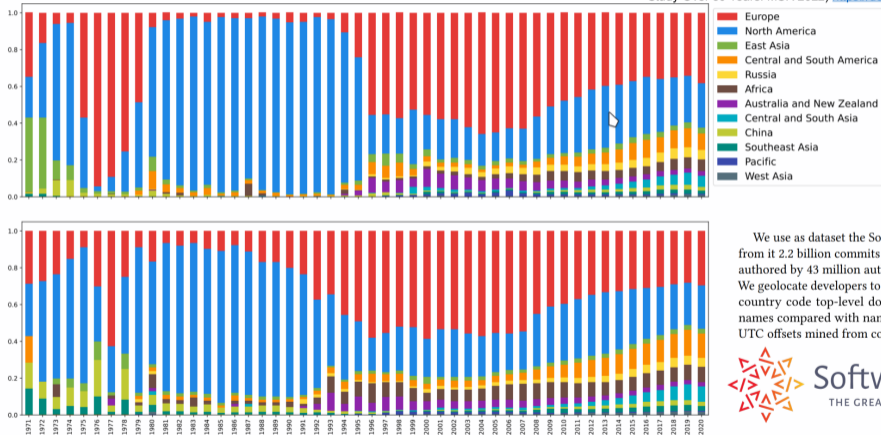 1.0
0.8
0.6
0.4
0.2
0.0
Europe
North America
East Asia
Central and South America
Russia
Africa
Australia and New Zealand
Central and South Asia
China
Southeast Asia
Pacific
West Asia
1.0
0.8
0.6
0.4
0.2
0.0
1971 1972 1973 1974 1975 1976 1977 1978 1979 1980 1981 1982 1983 1984 1985 1986 1987 1988 1989 1990 1991 1992 1993 1994 1995 1996 1997 1998 1999 2000 2001 2002 2003 2004 2005 2006 2007 2008 2009 2010 2011 2012 2013 2014 2015 2016 2017 2018 2019 2020
We use as dataset the So
from it 2.2 billion commits
authored by 43 million aut
We geolocate developers to
country code top-level do
names compared with nar
UTC offsets mined from co
Softw
THE GREA